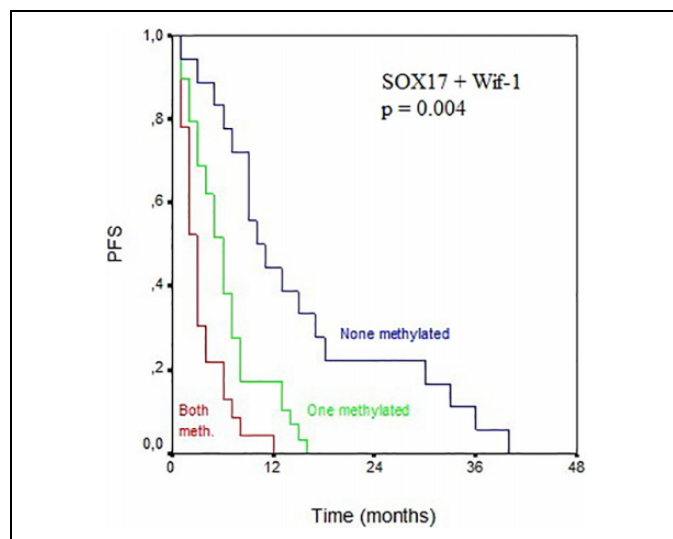 1,0
SOX17 + Wif-1
p = 0.004
,8
,6
PFS
,4
None methylated
,2
Both
meth.
One methylated
0,0
0 12 24 36 48
Time (months)